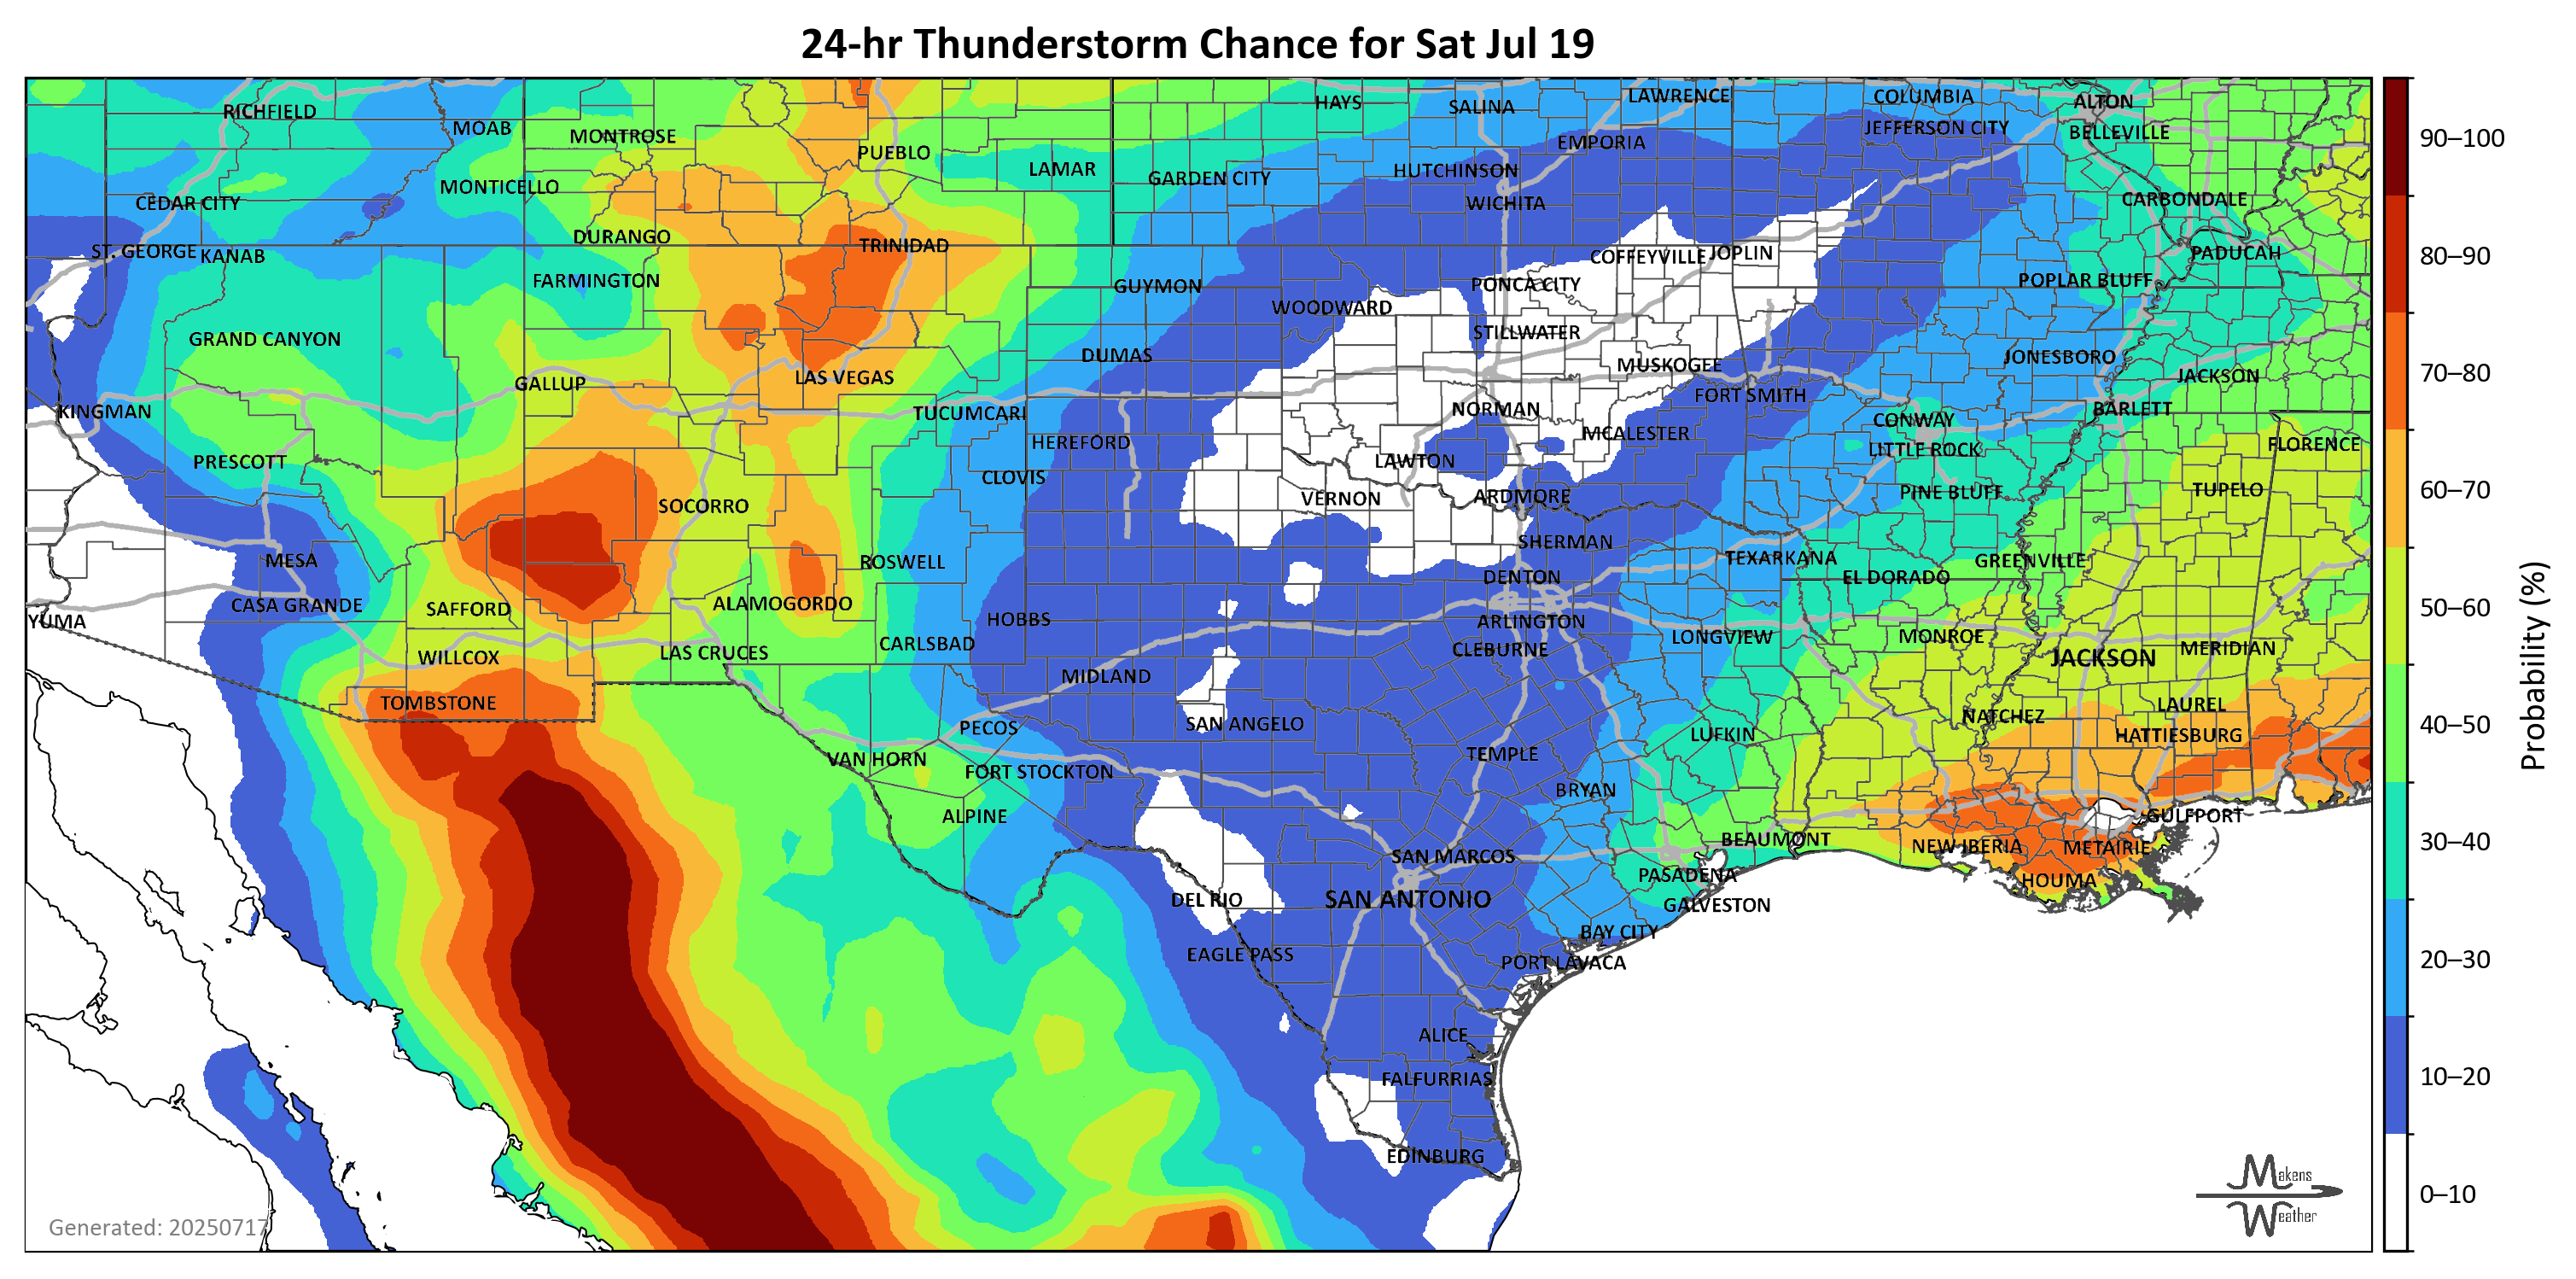 24-hr Thunderstorm Chance for Sat Jul 19
RICHFIELD
MOAB
MONTROSE
PUEBLO
LAMAR
HAYS
SALINA
LAWRENCE
COLUMBIA
ALTON
JEFFERSON CITY
BELLEVILLE
EMPORIA
HUTCHINSON
GARDEN CITY
MONTICELLO
CEDAR CITY
WICHITA
CARBONDALE
DURANGO
TRINIDAD
ST. GEORGE
KANAB
COFFEYVILLE
JOPLIN
PADUCAH
FARMINGTON
GUYMON
PONCA CITY
POPLAR BLUFF
WOODWARD
STILLWATER
GRAND CANYON
DUMAS
MUSKOGEE
JONESBORO
GALLUP
LAS VEGAS
JACKSON
KINGMAN
TUCUMCARI
NORMAN
FORT SMITH
BARLETT
CONWAY
HEREFORD
MCALESTER
LITTLE ROCK
FLORENCE
PRESCOTT
CLOVIS
LAWTON
SOCORRO
VERNON
ARDMORE
PINE BLUFF
TUPELO
MESA
ROSWELL
SHERMAN
TEXARKANA
GREENVILLE
DENTON
EL DORADO
CASA GRANDE
SAFFORD
ALAMOGORDO
HOBBS
ARLINGTON
YUMA
CARLSBAD
CLEBURNE
LONGVIEW
MONROE
WILLCOX
LAS CRUCES
JACKSON
MERIDIAN
TOMBSTONE
MIDLAND
PECOS
SAN ANGELO
LUFKIN
NATCHEZ
LAUREL
HATTIESBURG
VAN HORN
FORT STOCKTON
TEMPLE
BRYAN
ALPINE
GULFPORT
BEAUMONT
NEW IBERIA
METAIRIE
SAN MARCOS
PASADENA
HOUMA
DEL RIO
SAN ANTONIO
GALVESTON
BAY CITY
EAGLE PASS
PORT LAVACA
ALICE
FALFURRIAS
EDINBURG
Generated: 20250717
Makens
Weather
90–100
80–90
70–80
60–70
50–60
40–50
30–40
20–30
10–20
0–10
Probability (%)